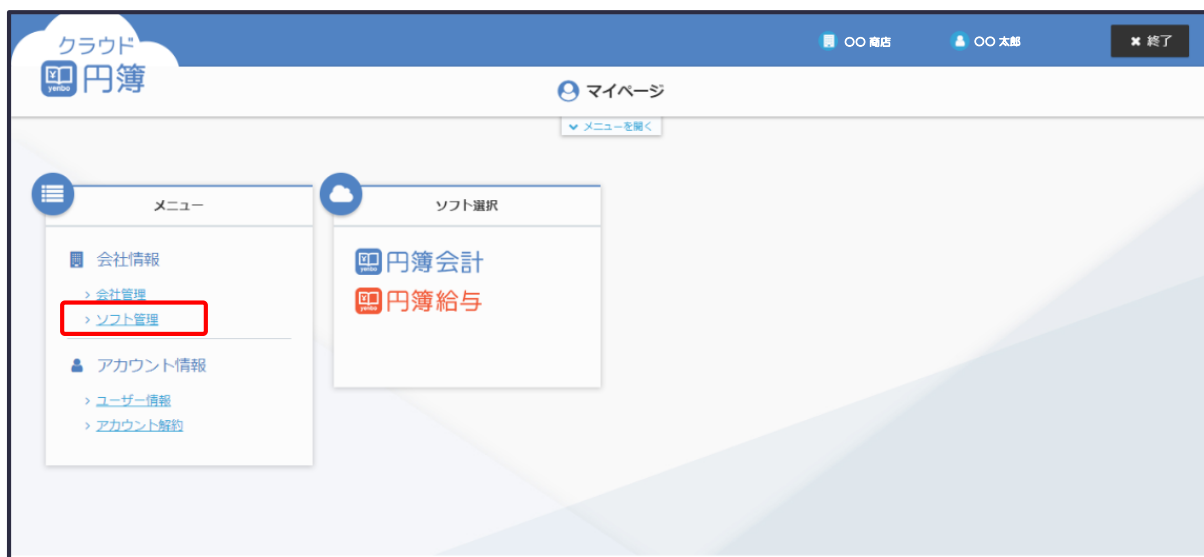 クラウド
円簿
yenbo
〇〇 商店
〇〇 太郎
✖ 終了
マイページ
メニューを開く
メニュー
会社情報
> 会社管理
> ソフト管理
アカウント情報
> ユーザー情報
> アカウント解約
ソフト選択
yenbo
円簿会計
yenbo
円簿給与